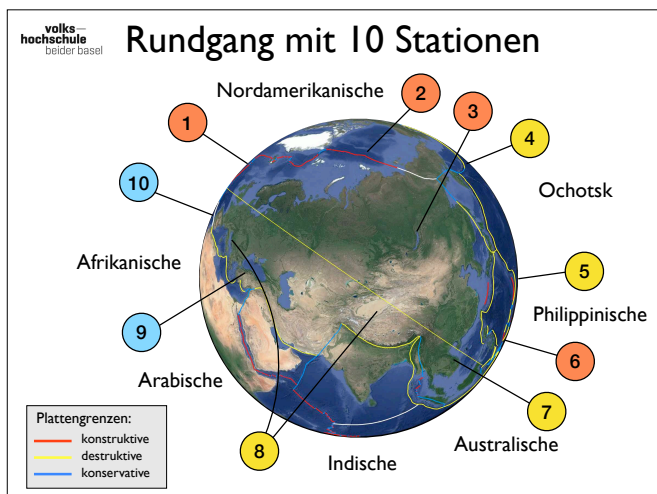 volks—
hochschule
beider basel
Rundgang mit 10 Stationen
Nordamerikanische
1
2
3
4
10
Ochotsk
Afrikanische
5
Philippinische
9
6
Arabische
7
8
Australische
Indische
Plattengrenzen:
konstruktive
destruktive
konservative